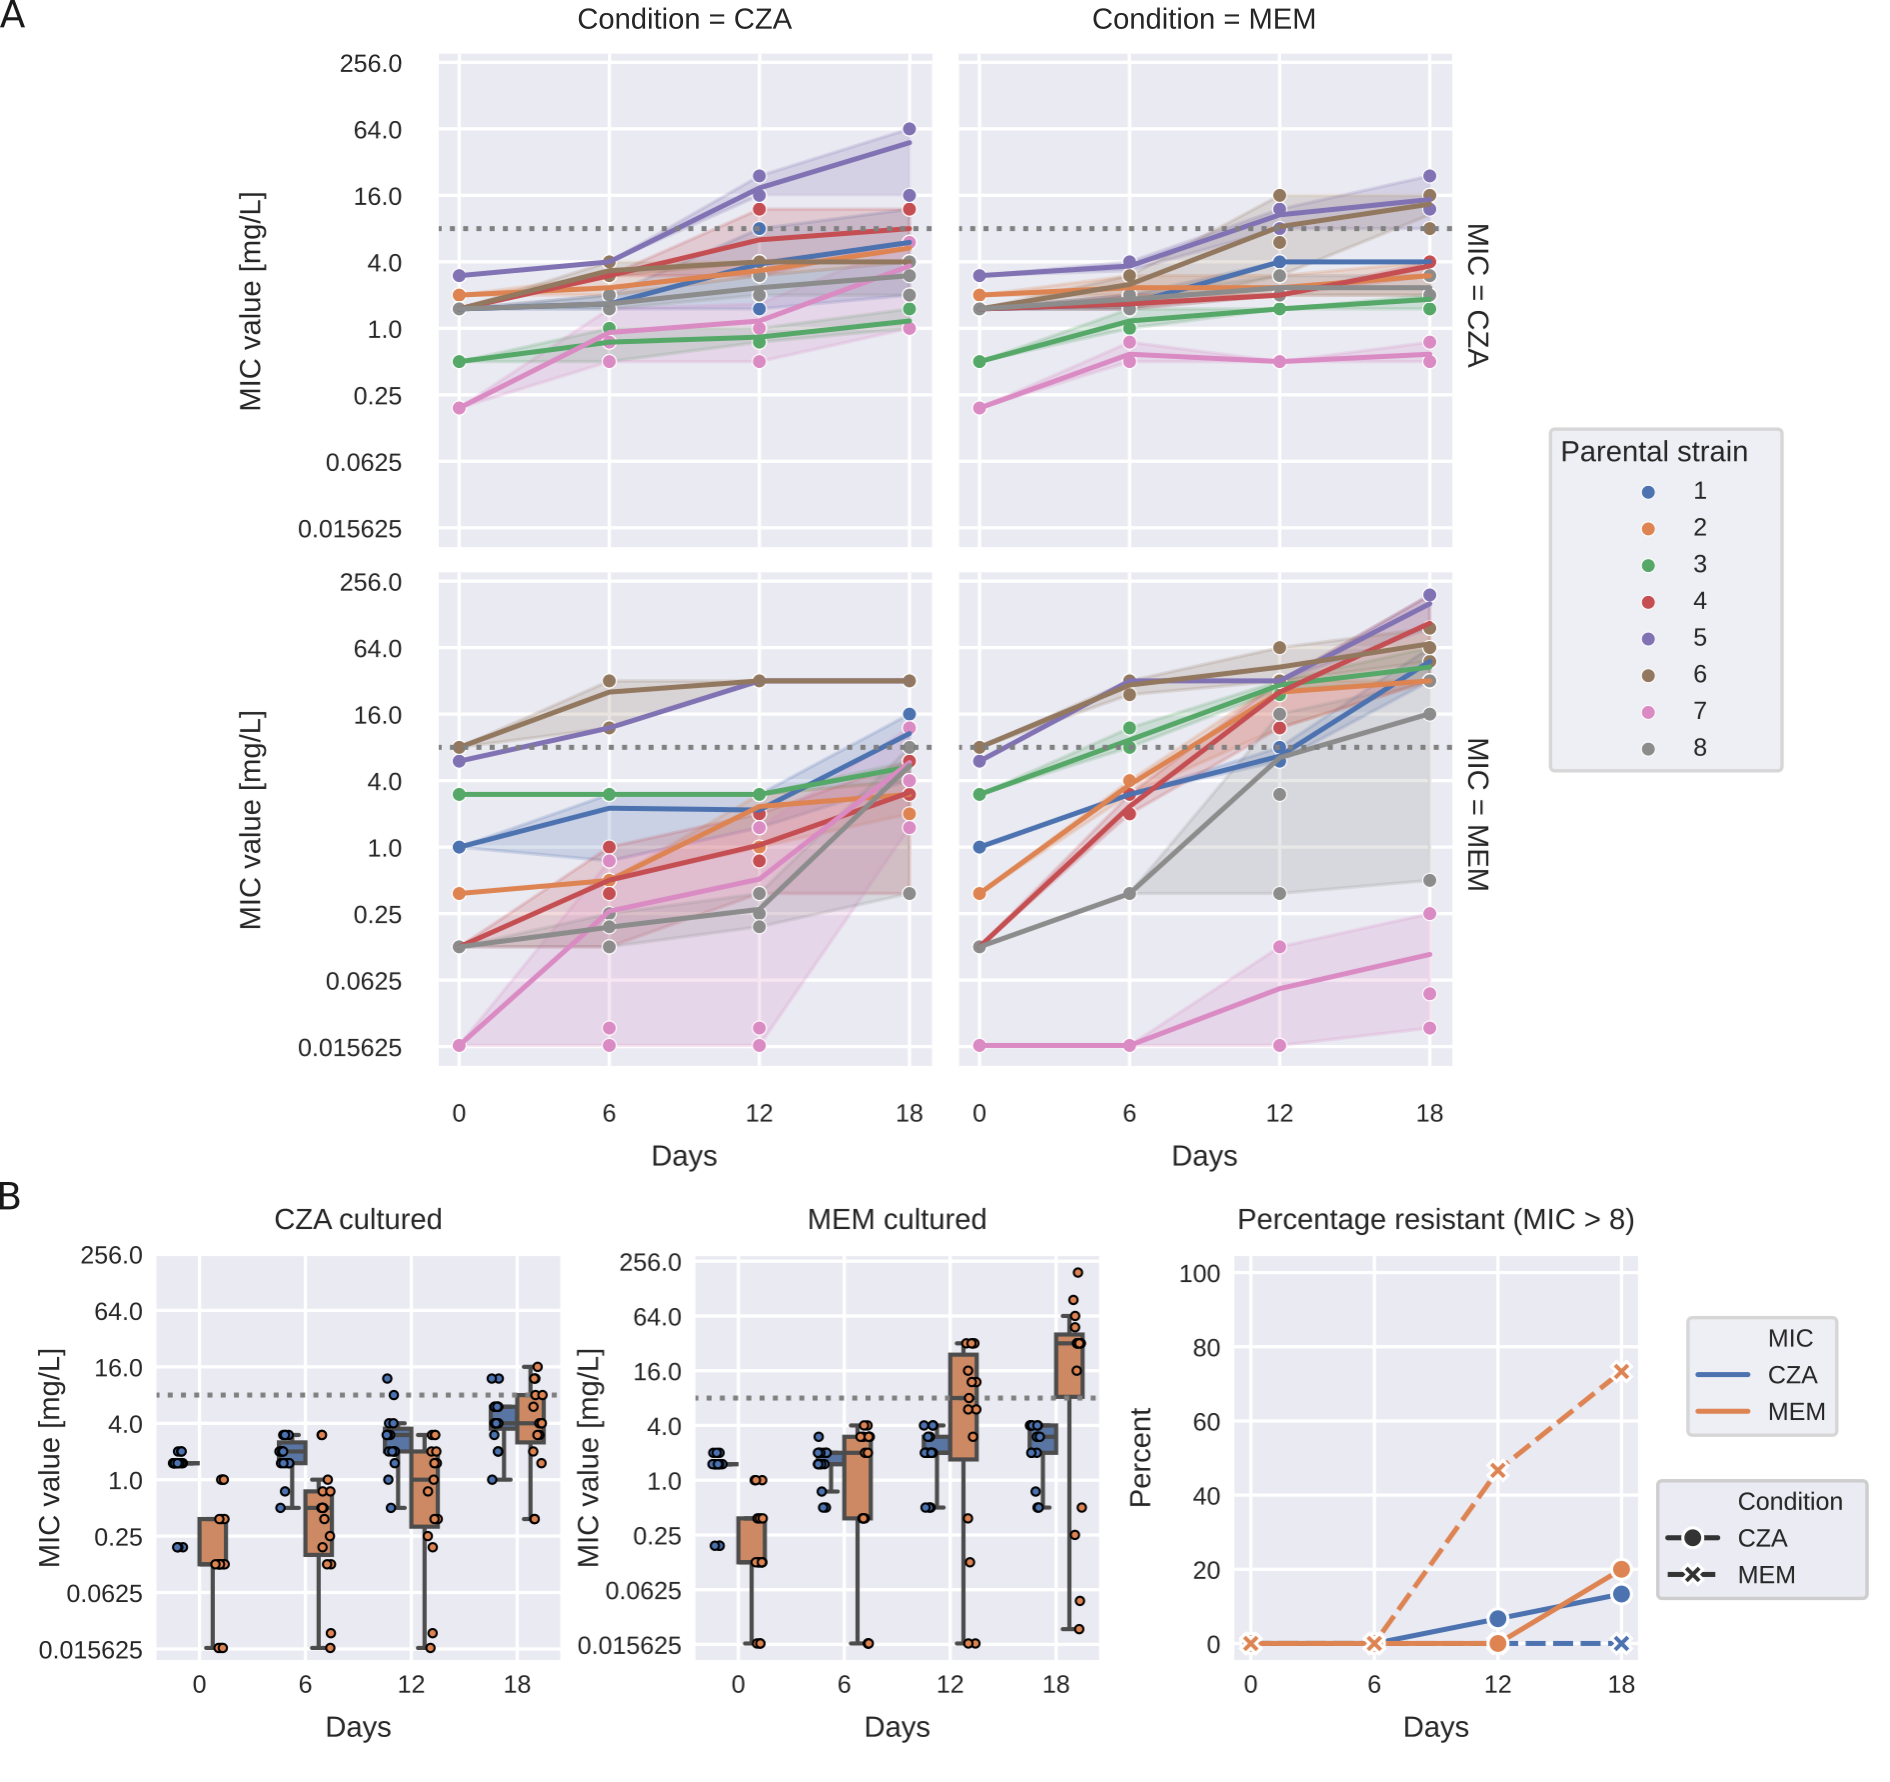 A
Condition = CZA
Condition = MEM
256.0
64.0
16.0
4.0
1.0
0.25
0.0625
0.015625
MIC value [mg/L]
MIC = CZA
256.0
64.0
16.0
4.0
1.0
0.25
0.0625
0.015625
MIC value [mg/L]
MIC = MEM
0 6 12 18
0 6 12 18
Days
Days
Parental strain
1
2
3
4
5
6
7
8
B
CZA cultured
256.0
64.0
16.0
4.0
1.0
0.25
0.0625
0.015625
MIC value [mg/L]
0 6 12 18
Days
MEM cultured
256.0
64.0
16.0
4.0
1.0
0.25
0.0625
0.015625
MIC value [mg/L]
0 6 12 18
Days
Percentage resistant (MIC > 8)
100
80
60
40
20
0
Percent
0 6 12 18
Days
MIC
CZA
MEM
Condition
CZA
MEM